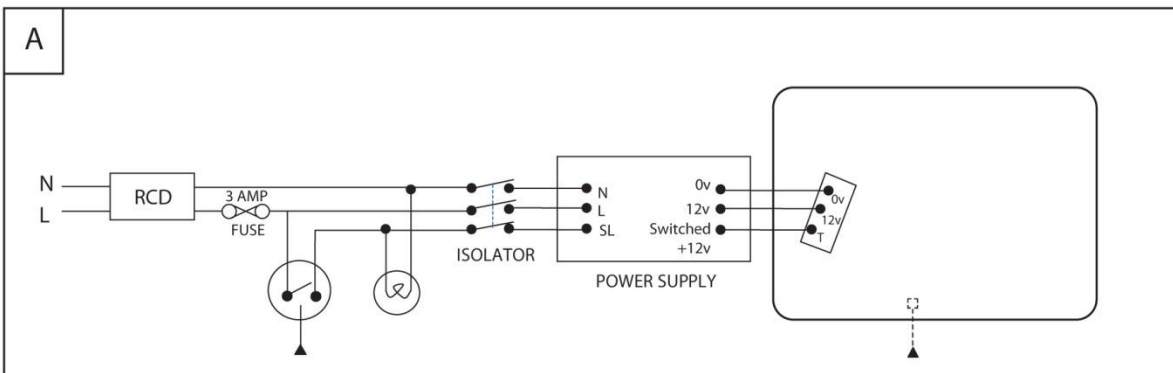 A
N
L
RCD
3 AMP
FUSE
ISOLATOR
N
L
SL
0v
12v
Switched
+12v
POWER SUPPLY
0v
12v
T